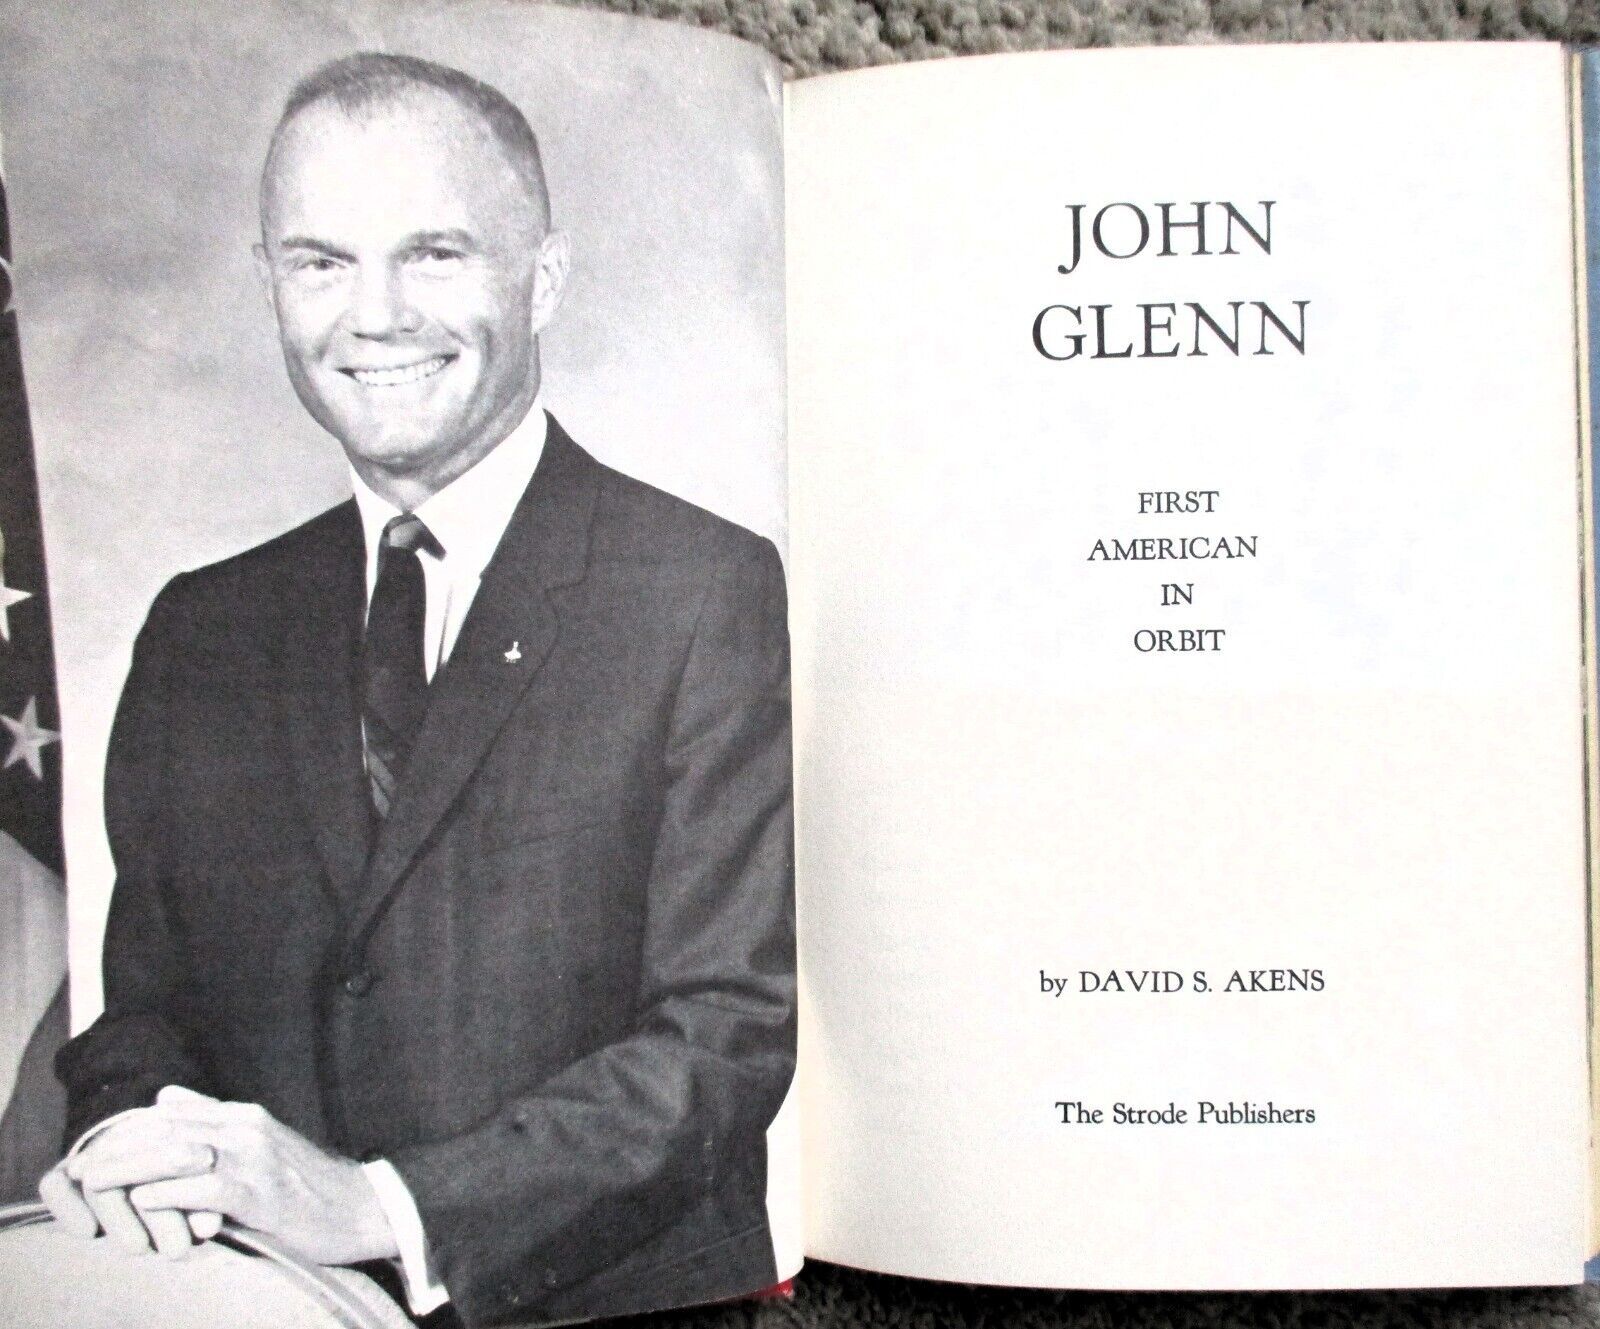 JOHN
GLENN
FIRST
AMERICAN
IN
ORBIT
by DAVID S. AKENS
The Strode Publishers